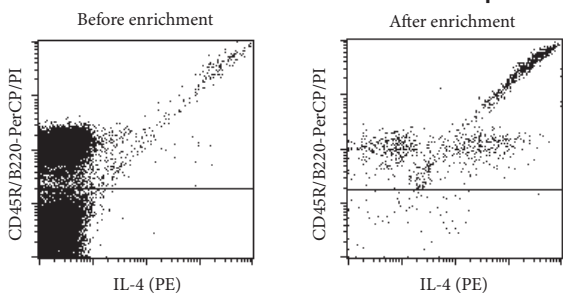 Before enrichment
CD45R/B220-PerCP/PI
IL-4 (PE)
After enrichment
CD45R/B220-PerCP/PI
IL-4 (PE)